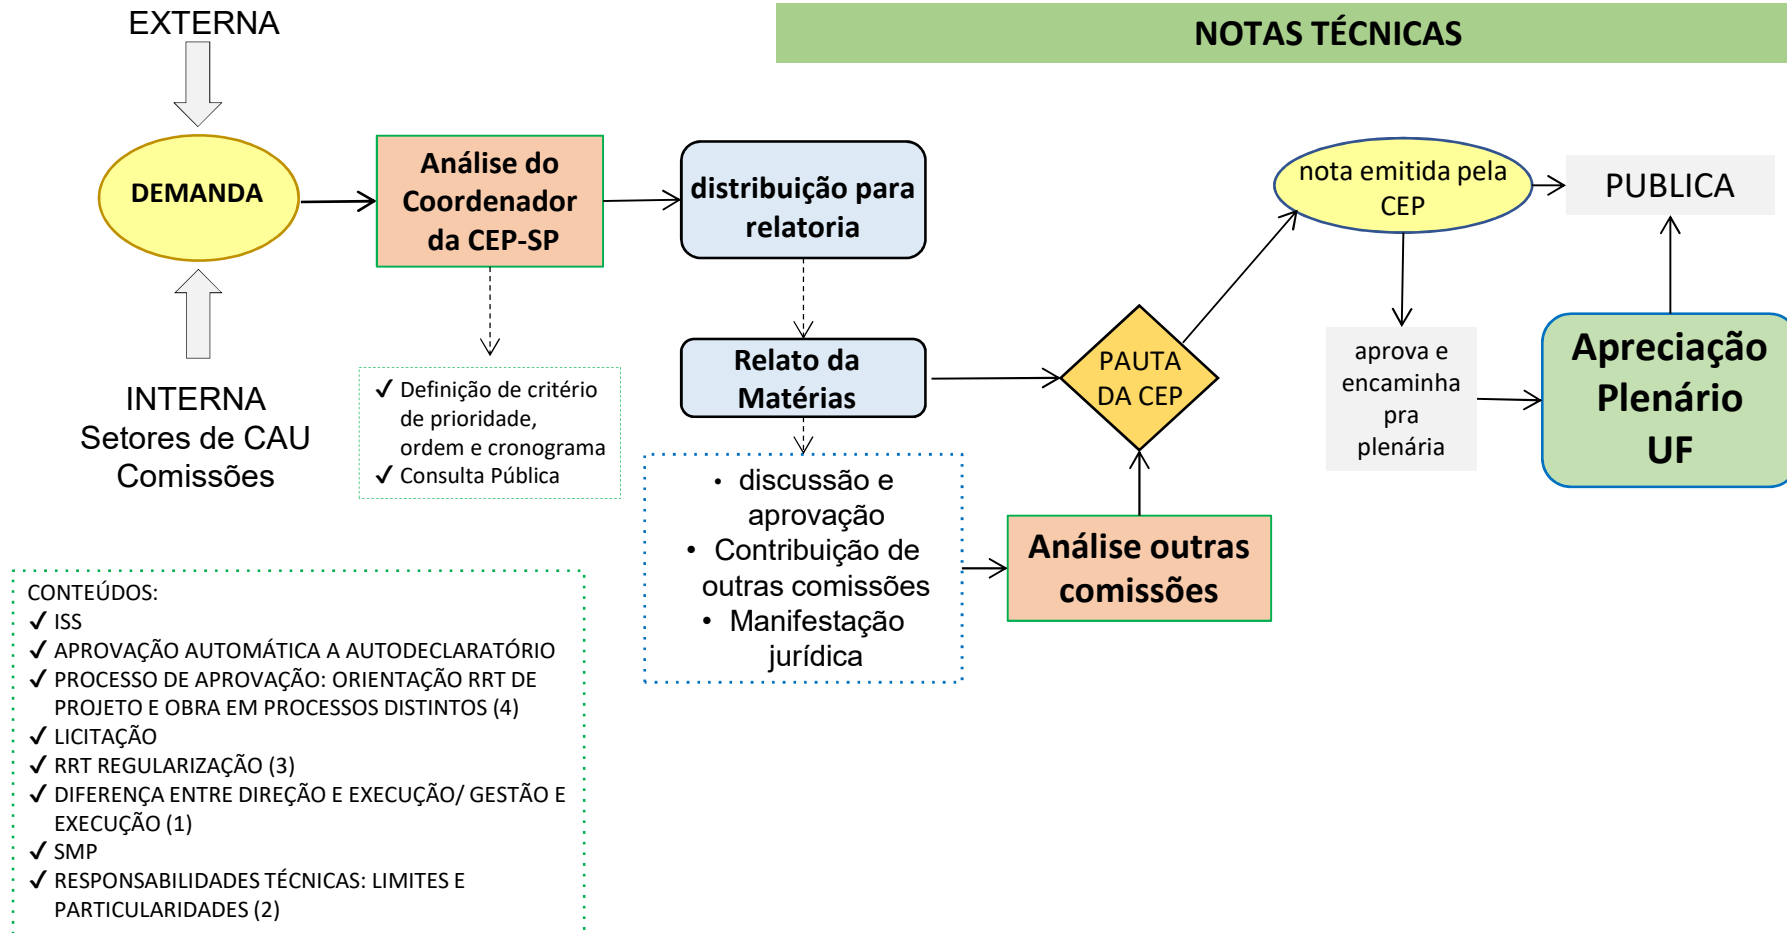 EXTERNA
NOTAS TÉCNICAS
DEMANDA
Análise do
Coordenador
da CEP-SP
distribuição para
relatoria
nota emitida pela
CEP
PUBLICA
INTERNA
Setores de CAU
Comissões
✓ Definição de critério
de prioridade,
ordem e cronograma
✓ Consulta Pública
Relato da
Matérias
PAUTA
DA CEP
aprova e
encaminha
pra
plenária
Apreciação
Plenário
UF
• discussão e
aprovação
• Contribuição de
outras comissões
• Manifestação
jurídica
Análise outras
comissões
CONTEÚDOS:
✓ ISS
✓ APROVAÇÃO AUTOMÁTICA A AUTODECLARATÓRIO
✓ PROCESSO DE APROVAÇÃO: ORIENTAÇÃO RRT DE
PROJETO E OBRA EM PROCESSOS DISTINTOS (4)
✓ LICITAÇÃO
✓ RRT REGULARIZAÇÃO (3)
✓ DIFERENÇA ENTRE DIREÇÃO E EXECUÇÃO/ GESTÃO E
EXECUÇÃO (1)
✓ SMP
✓ RESPONSABILIDADES TÉCNICAS: LIMITES E
PARTICULARIDADES (2)